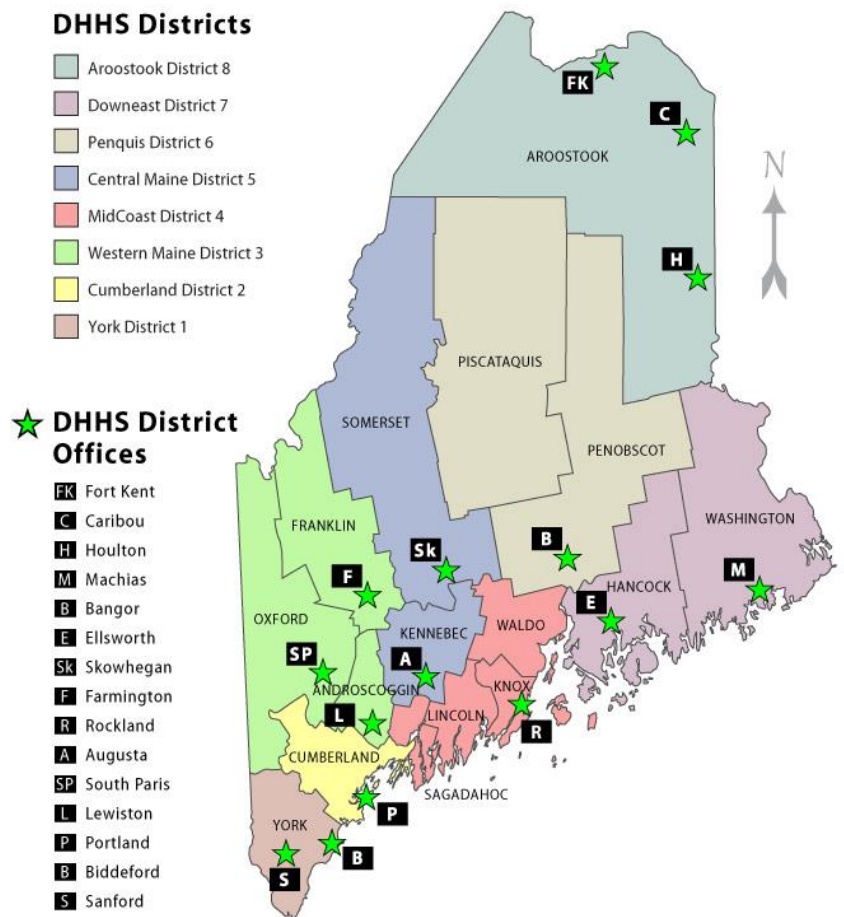 DHHS Districts
Aroostook District 8
Downeast District 7
Penquis District 6
Central Maine District 5
MidCoast District 4
Western Maine District 3
Cumberland District 2
York District 1
DHHS District
Offices
FK Fort Kent
C Caribou
H Houlton
M Machias
B Bangor
E Ellsworth
Sk Skowhegan
F Farmington
R Rockland
A Augusta
SP South Paris
L Lewiston
P Portland
B Biddeford
S Sanford
FK
C
AROOSTOOK
N
H
PISCATAQUIS
SOMERSET
PENOBSCOT
WASHINGTON
FRANKLIN
Sk
B
F
M
HANCOCK
E
OXFORD
WALDO
KENNEBEC
SP
A
ANDROSCOGGIN
KNOX
L
LINCOLN
R
CUMBERLAND
SAGADAHOC
P
YORK
B
S